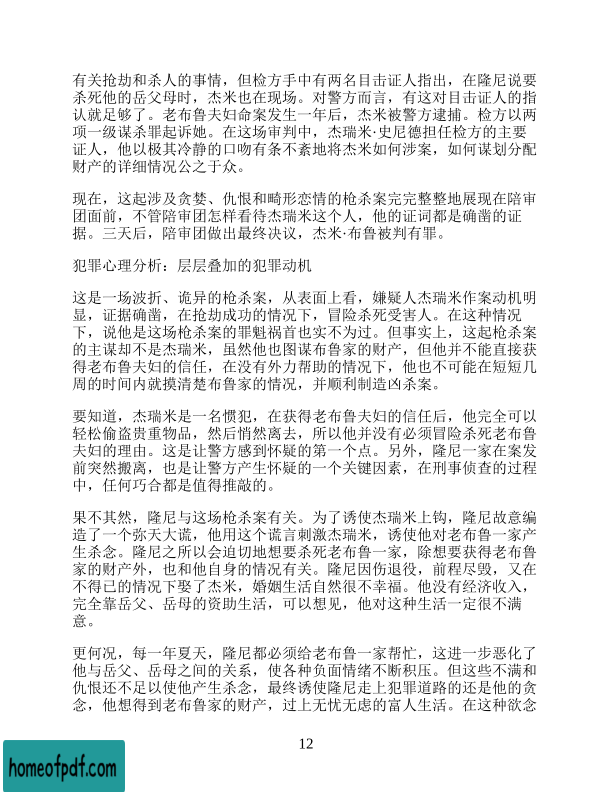 有关抢劫和杀人的事情，但检方手中有两名目击证人指出，在隆尼说要
杀死他的岳父母时，杰米也在现场。对警方而言，有这对目击证人的指
认就足够了。老布鲁夫妇命案发生一年后，杰米被警方逮捕。检方以两
项一级谋杀罪起诉她。在这场审判中，杰瑞米·史尼德担任检方的主要
证人，他以极其冷静的口吻有条不紊地将杰米如何涉案，如何谋划分配
财产的详细情况公之于众。
现在，这起涉及贪婪、仇恨和畸形恋情的枪杀案完完整整地展现在陪审
团面前，不管陪审团怎样看待杰瑞米这个人，他的证词都是确凿的证
据。三天后，陪审团做出最终决议，杰米·布鲁被判有罪。
犯罪心理分析：层层叠加的犯罪动机
这是一场波折、诡异的枪杀案，从表面上看，嫌疑人杰瑞米作案动机明
显，证据确凿，在抢劫成功的情况下，冒险杀死受害人。在这种情况
下，说他是这场枪杀案的罪魁祸首也实不为过。但事实上，这起枪杀案
的主谋却不是杰瑞米，虽然他也图谋布鲁家的财产，但他并不能直接获
得老布鲁夫妇的信任，在没有外力帮助的情况下，他也不可能在短短几
周的时间内就摸清楚布鲁家的情况，并顺利制造凶杀案。
要知道，杰瑞米是一名惯犯，在获得老布鲁夫妇的信任后，他完全可以
轻松偷盗贵重物品，然后悄然离去，所以他并没有必须冒险杀死老布鲁
夫妇的理由。这是让警方感到怀疑的第一个点。另外，隆尼一家在案发
前突然搬离，也是让警方产生怀疑的一个关键因素，在刑事侦查的过程
中，任何巧合都是值得推敲的。
果不其然，隆尼与这场枪杀案有关。为了诱使杰瑞米上钩，隆尼故意编
造了一个弥天大谎，他用这个谎言刺激杰瑞米，诱使他对老布鲁一家产
生杀念。隆尼之所以会迫切地想要杀死老布鲁一家，除想要获得老布鲁
家的财产外，也和他自身的情况有关。隆尼因伤退役，前程尽毁，又在
不得已的情况下娶了杰米，婚姻生活自然很不幸福。他没有经济收入，
完全靠岳父、岳母的资助生活，可以想见，他对这种生活一定很不满
意。
更何况，每一年夏天，隆尼都必须给老布鲁一家帮忙，这进一步恶化了
他与岳父、岳母之间的关系，使各种负面情绪不断积压。但这些不满和
仇恨还不足以使他产生杀念，最终诱使隆尼走上犯罪道路的还是他的贪
念，他想得到老布鲁家的财产，过上无忧无虑的富人生活。在这种欲念
12
homeofpdf.com